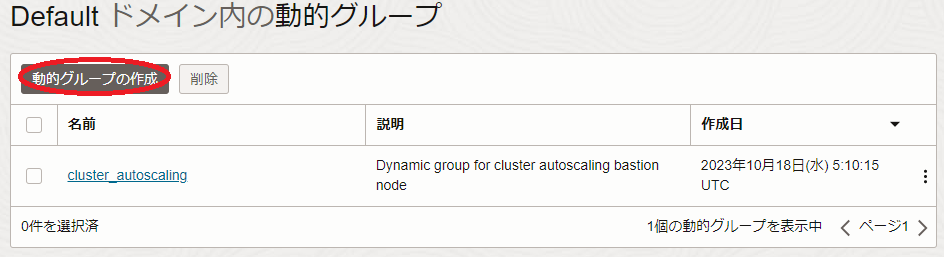 Default ドメイン内の動的グループ
動的グループの作成 削除
名前 説明 作成日
cluster_autoscaling Dynamic group for cluster autoscaling bastion node 2023年10月18日(水) 5:10:15 UTC
0件を選択済 1個の動的グループを表示中 ページ1